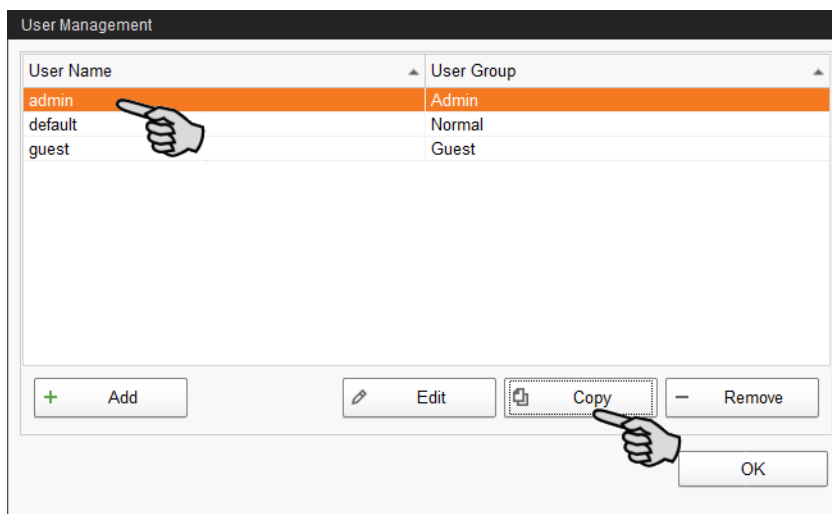 User Management
User Name User Group
admin Admin
default Normal
guest Guest
Add Edit Copy Remove
OK